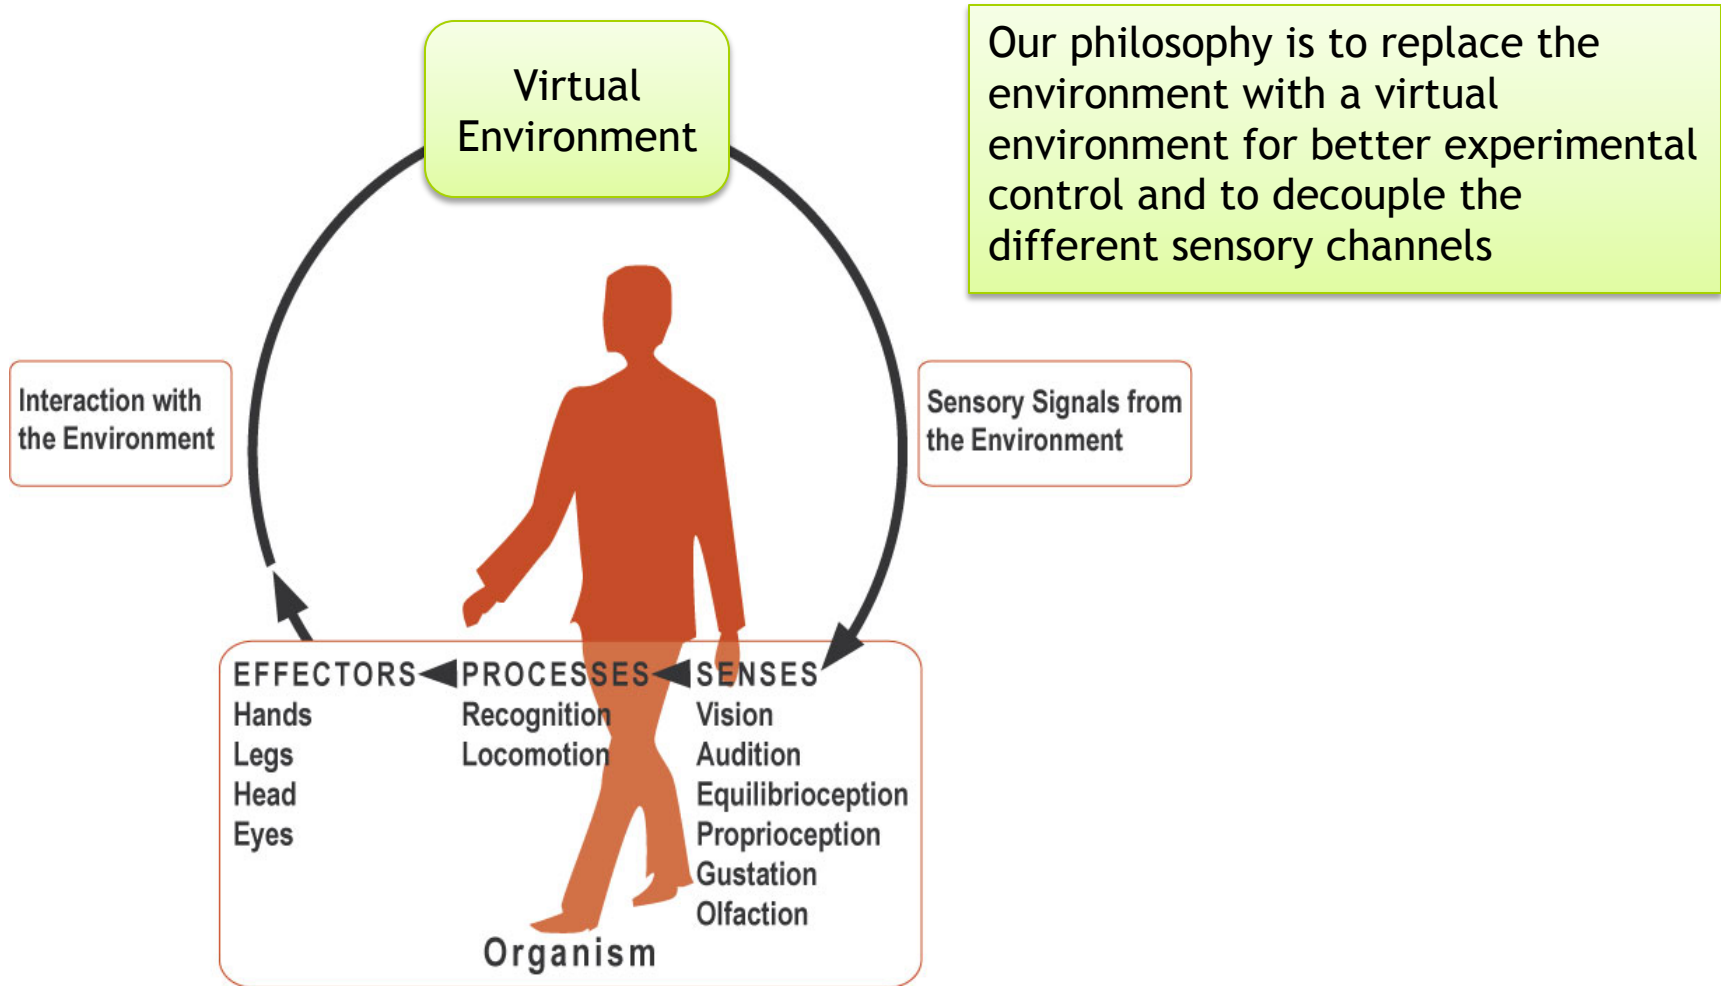 Virtual
Environment
Our philosophy is to replace the
environment with a virtual
environment for better experimental
control and to decouple the
different sensory channels
Interaction with
the Environment
Sensory Signals from
the Environment
EFFECTORS
Hands
Legs
Head
Eyes
PROCESSES
Recognition
Locomotion
SENSES
Vision
Audition
Equilibrioception
Proprioception
Gustation
Olfaction
Organism